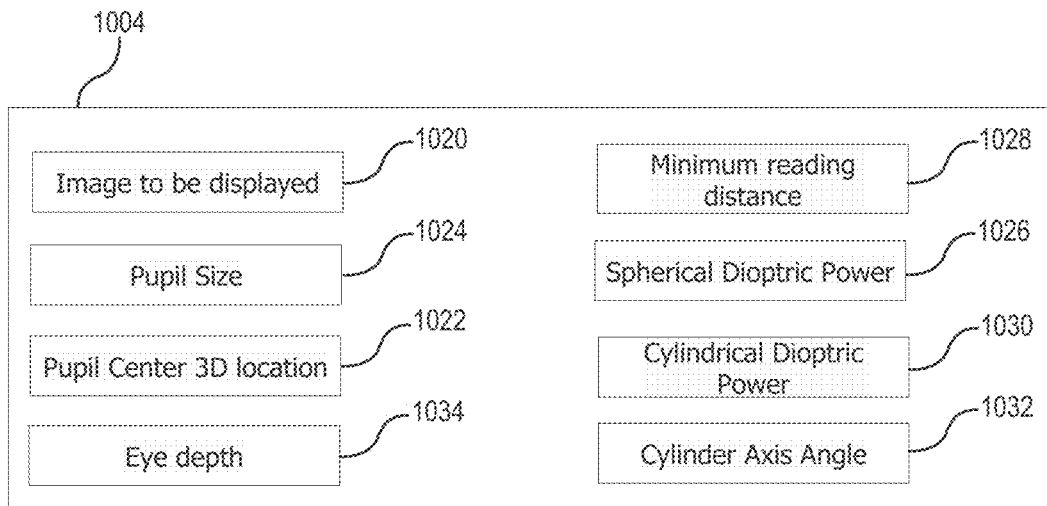 1004
Image to be displayed
1020
Pupil Size
1024
Pupil Center 3D location
1022
Eye depth
1034
Minimum reading
distance
1028
Spherical Dioptric Power
1026
Cylindrical Dioptric
Power
1030
Cylinder Axis Angle
1032